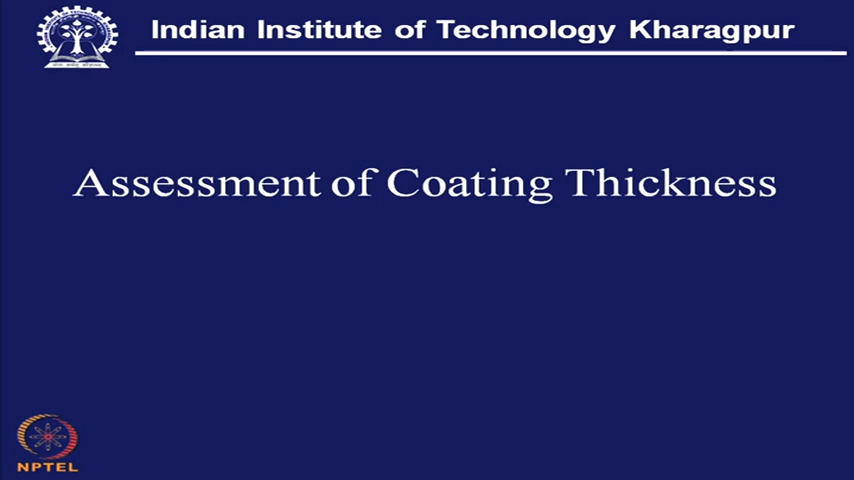 Indian Institute of Technology Kharagpur
Assessment of Coating Thickness
NPTEL